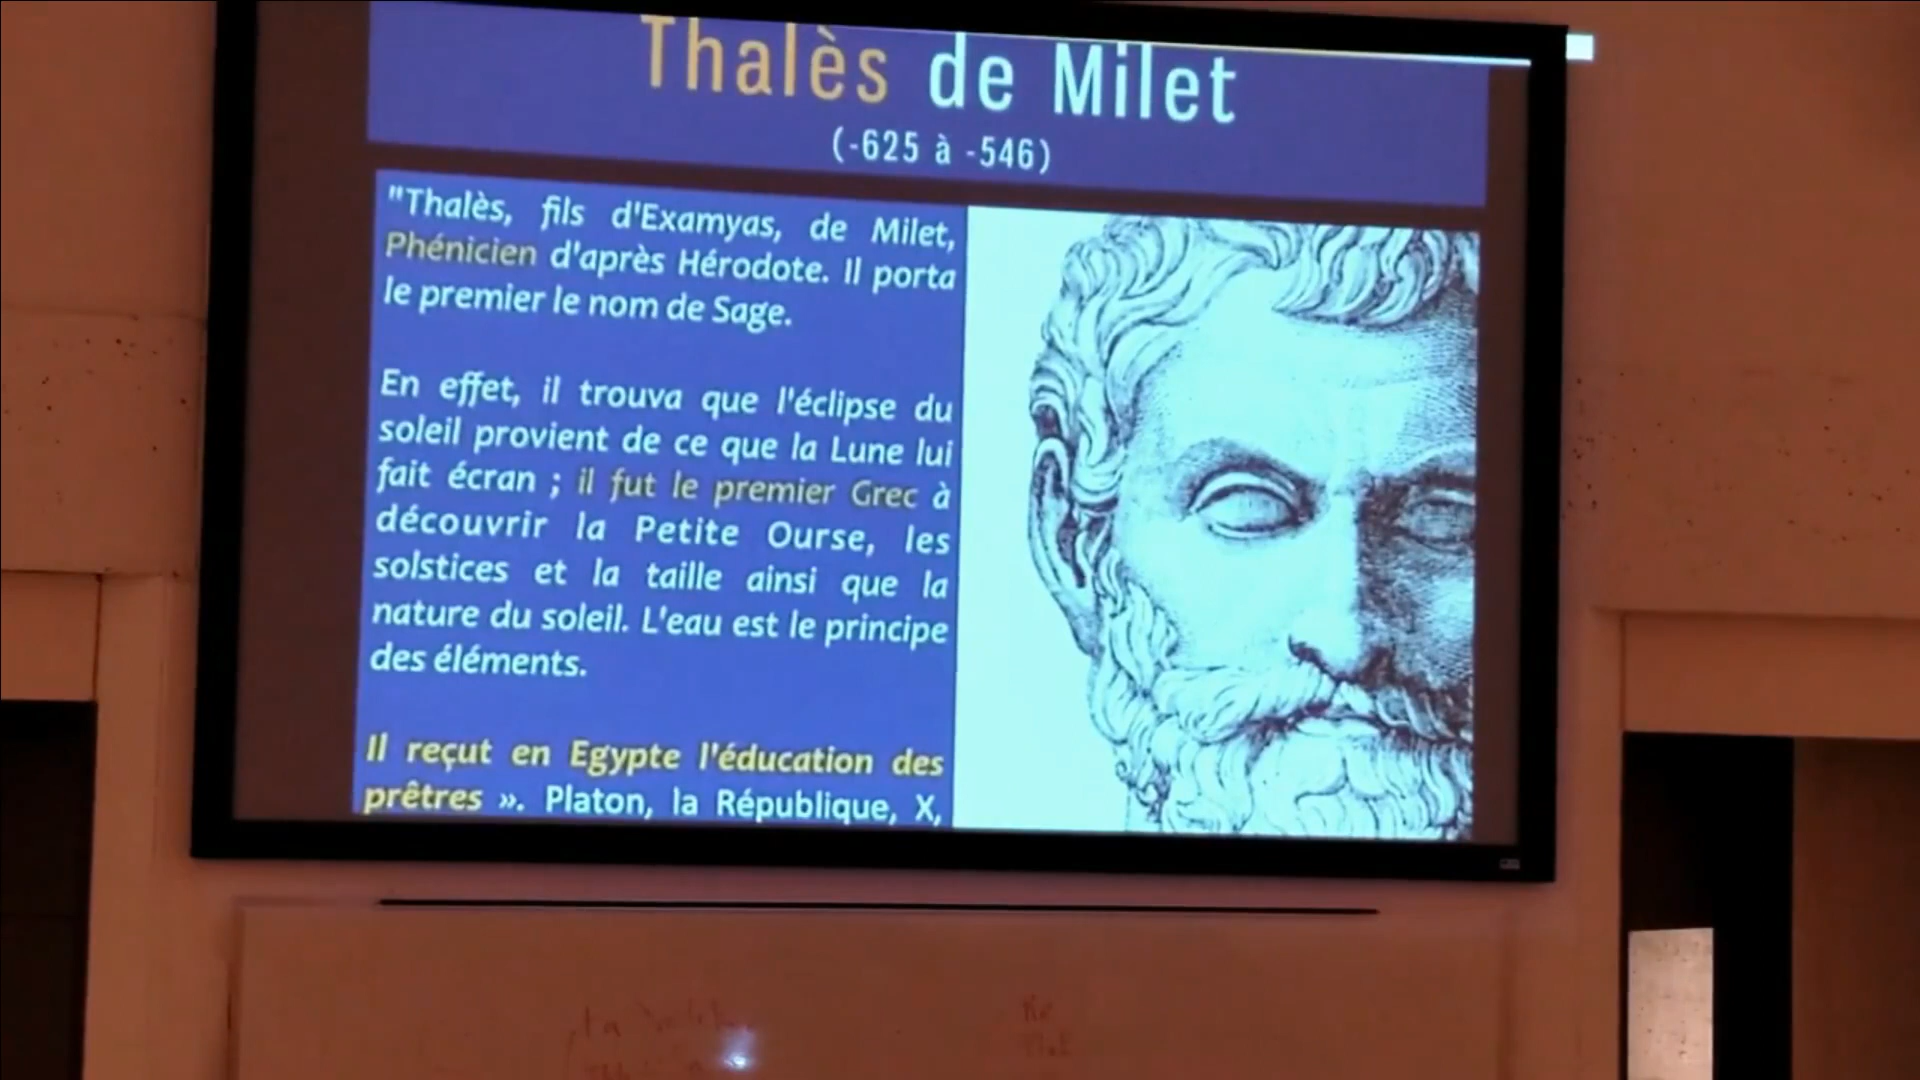 Thalès de Milet
(-625 à -546)
"Thalès, fils d'Examyas, de Milet,
Phénicien d'après Hérodote. Il porta
le premier le nom de Sage.
En effet, il trouva que l'éclipse du
soleil provient de ce que la Lune lui
fait écran ; il fut le premier Grec à
découvrir la Petite Ourse, les
solstices et la taille ainsi que la
nature du soleil. L'eau est le principe
des éléments.
Il reçut en Egypte l'éducation des
prêtres ». Platon, la République, X,